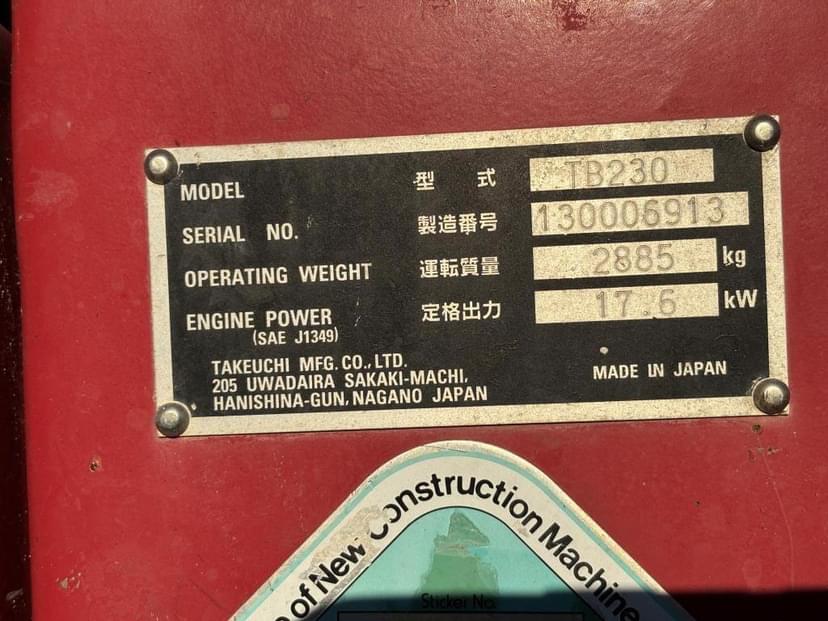 MODEL 型 式 TB230
SERIAL NO. 製造番号 130006913
OPERATING WEIGHT 運転質量 2885 kg
ENGINE POWER 定格出力 17.6 kW
(SAE J1349)
TAKEUCHI MFG. CO., LTD.
205 UWADAIRA SAKAKI-MACHI,
HANISHINA-GUN, NAGANO JAPAN
MADE IN JAPAN
of New Construction Machine
Sticker No.